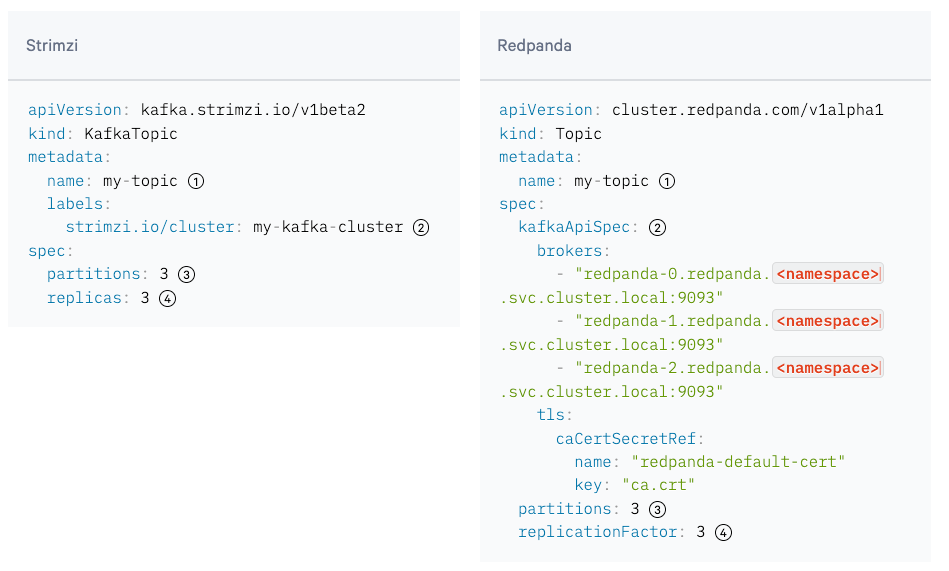 Strimzi
apiVersion: kafka.strimzi.io/v1beta2
kind: KafkaTopic
metadata:
  name: my-topic ①
  labels:
    strimzi.io/cluster: my-kafka-cluster ②
spec:
  partitions: 3 ③
  replicas: 3 ④
Redpanda
apiVersion: cluster.redpanda.com/v1alpha1
kind: Topic
metadata:
  name: my-topic ①
spec:
  kafkaApiSpec: ②
    brokers:
      - "redpanda-0.redpanda.<namespace>
.svc.cluster.local:9093"
      - "redpanda-1.redpanda.<namespace>
.svc.cluster.local:9093"
      - "redpanda-2.redpanda.<namespace>
.svc.cluster.local:9093"
    tls:
      caCertSecretRef:
        name: "redpanda-default-cert"
        key: "ca.crt"
  partitions: 3 ③
  replicationFactor: 3 ④